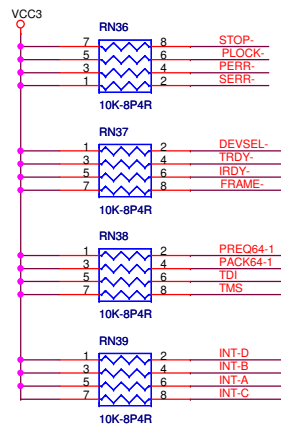 VCC3
RN36
7 8 STOP-
5 6 PLOCK-
3 4 PERR-
1 2 SERR-
10K-8P4R
RN37
1 2 DEVSEL-
3 4 TRDY-
5 6 IRDY-
7 8 FRAME-
10K-8P4R
RN38
1 2 PREQ64-1
3 4 PACK64-1
5 6 TDI
7 8 TMS
10K-8P4R
RN39
1 2 INT-D
3 4 INT-B
5 6 INT-A
7 8 INT-C
10K-8P4R